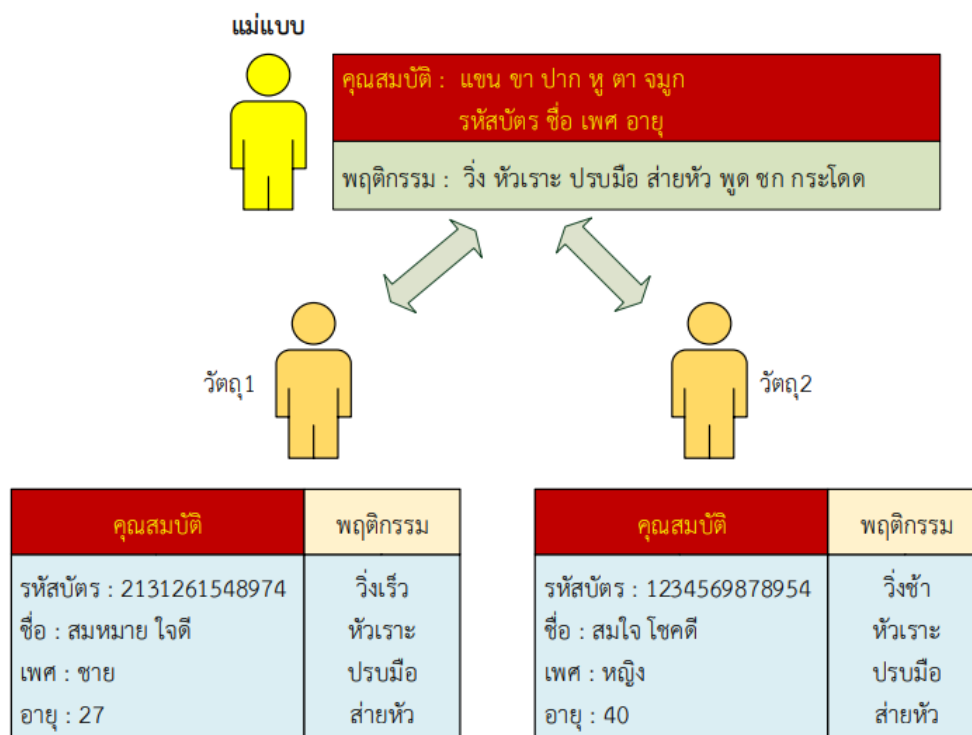 แม่แบบ
คุณสมบัติ : แขน ขา ปาก หู ตา จมูก
รหัสบัตร ชื่อ เพศ อายุ
พฤติกรรม : วิ่ง หัวเราะ ปรบมือ ส่ายหัว พูด ชก กระโดด
วัตถุ1
วัตถุ2
คุณสมบัติ
พฤติกรรม
รหัสบัตร : 2131261548974
วิ่งเร็ว
ชื่อ : สมหมาย ใจดี
หัวเราะ
เพศ : ชาย
ปรบมือ
อายุ : 27
ส่ายหัว
คุณสมบัติ
พฤติกรรม
รหัสบัตร : 1234569878954
วิ่งช้า
ชื่อ : สมใจ โชคดี
หัวเราะ
เพศ : หญิง
ปรบมือ
อายุ : 40
ส่ายหัว